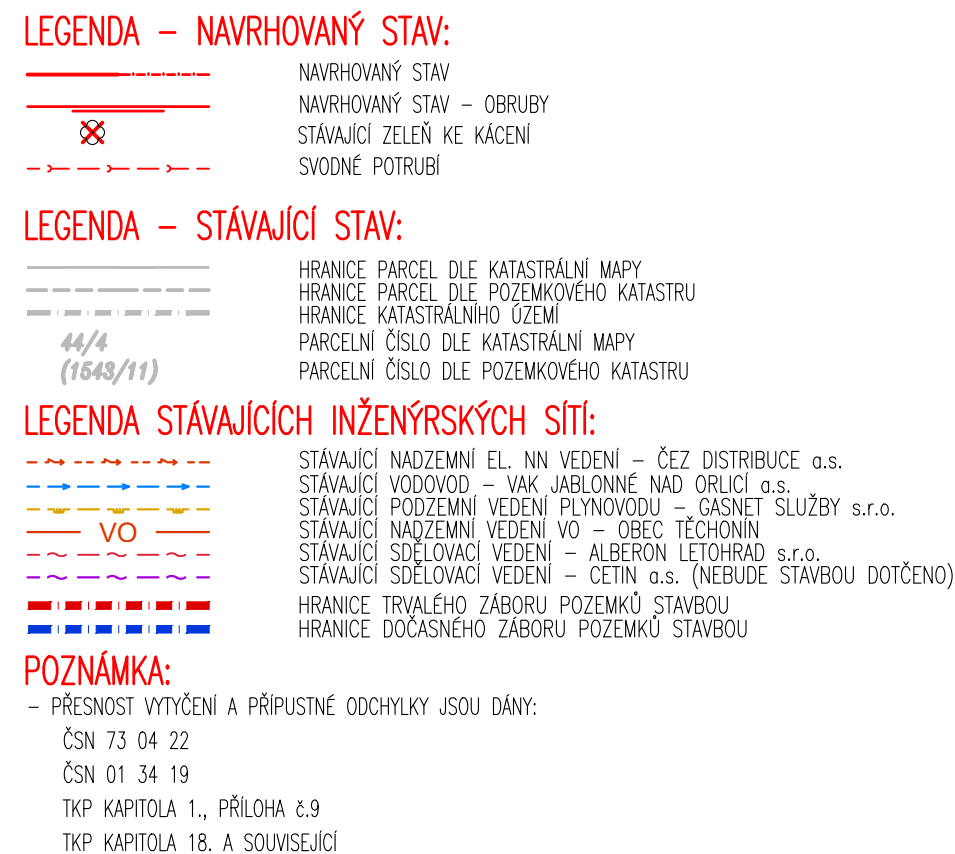 LEGENDA – NAVRHOVANÝ STAV:
NAVRHOVANÝ STAV
NAVRHOVANÝ STAV – OBRUBY
STÁVAJÍCÍ ZELEŇ KE KÁCENÍ
SVODNÉ POTRUBÍ
LEGENDA – STÁVAJÍCÍ STAV:
HRANICE PARCEL DLE KATASTRÁLNÍ MAPY
HRANICE PARCEL DLE POZEMKOVÉHO KATASTRU
HRANICE KATASTRÁLNÍHO ÚZEMÍ
44/4 PARCELNÍ ČÍSLO DLE KATASTRÁLNÍ MAPY
(1543/11) PARCELNÍ ČÍSLO DLE POZEMKOVÉHO KATASTRU
LEGENDA STÁVAJÍCÍCH INŽENÝRSKÝCH SÍTÍ:
STÁVAJÍCÍ NADZEMNÍ EL. NN VEDENÍ – ČEZ DISTRIBUCE a.s.
STÁVAJÍCÍ VODOVOD – VAK JABLONNÉ NAD ORLICÍ a.s.
STÁVAJÍCÍ PODZEMNÍ VEDENÍ PLYNOVODU – GASNET SLUŽBY s.r.o.
VO STÁVAJÍCÍ NADZEMNÍ VEDENÍ VO – OBEC TĚCHONÍN
STÁVAJÍCÍ SDĚLOVACÍ VEDENÍ – ALBERON LETOHRAD s.r.o.
STÁVAJÍCÍ SDĚLOVACÍ VEDENÍ – CETIN a.s. (NEBUDE STAVBOU DOTČENO)
HRANICE TRVALÉHO ZÁBORU POZEMKŮ STAVBOU
HRANICE DOČASNÉHO ZÁBORU POZEMKŮ STAVBOU
POZNÁMKA:
– PŘESNOST VYTYČENÍ A PŘÍPUSTNÉ ODCHYLKY JSOU DÁNY:
ČSN 73 04 22
ČSN 01 34 19
TKP KAPITOLA 1., PŘÍLOHA č.9
TKP KAPITOLA 18. A SOUVISEJÍCÍ